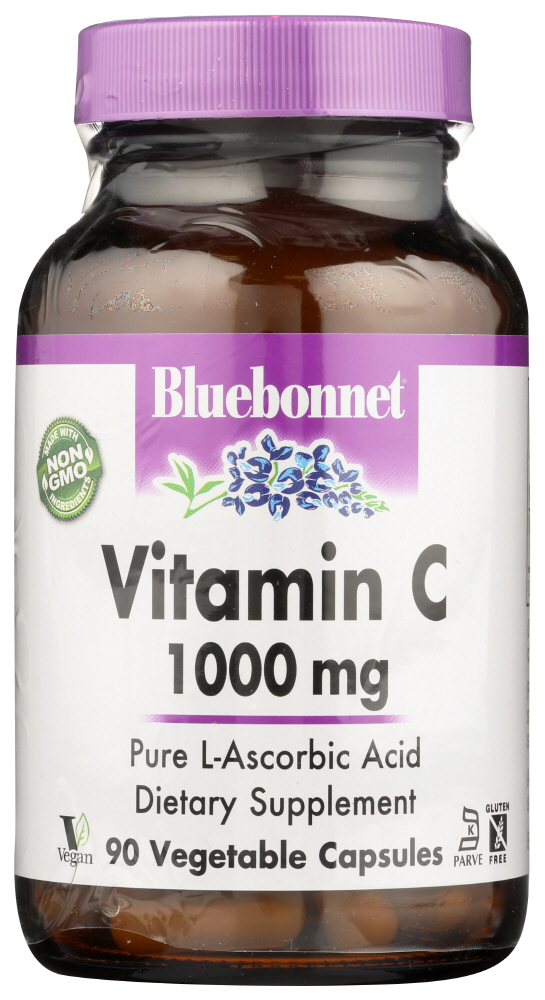 Bluebonnet®
MADE WITH
NON
GMO
INGREDIENTS
Vitamin C
1000 mg
Pure L-Ascorbic Acid
Dietary Supplement
Vegan
90 Vegetable Capsules
K
PARVE
GLUTEN
FREE